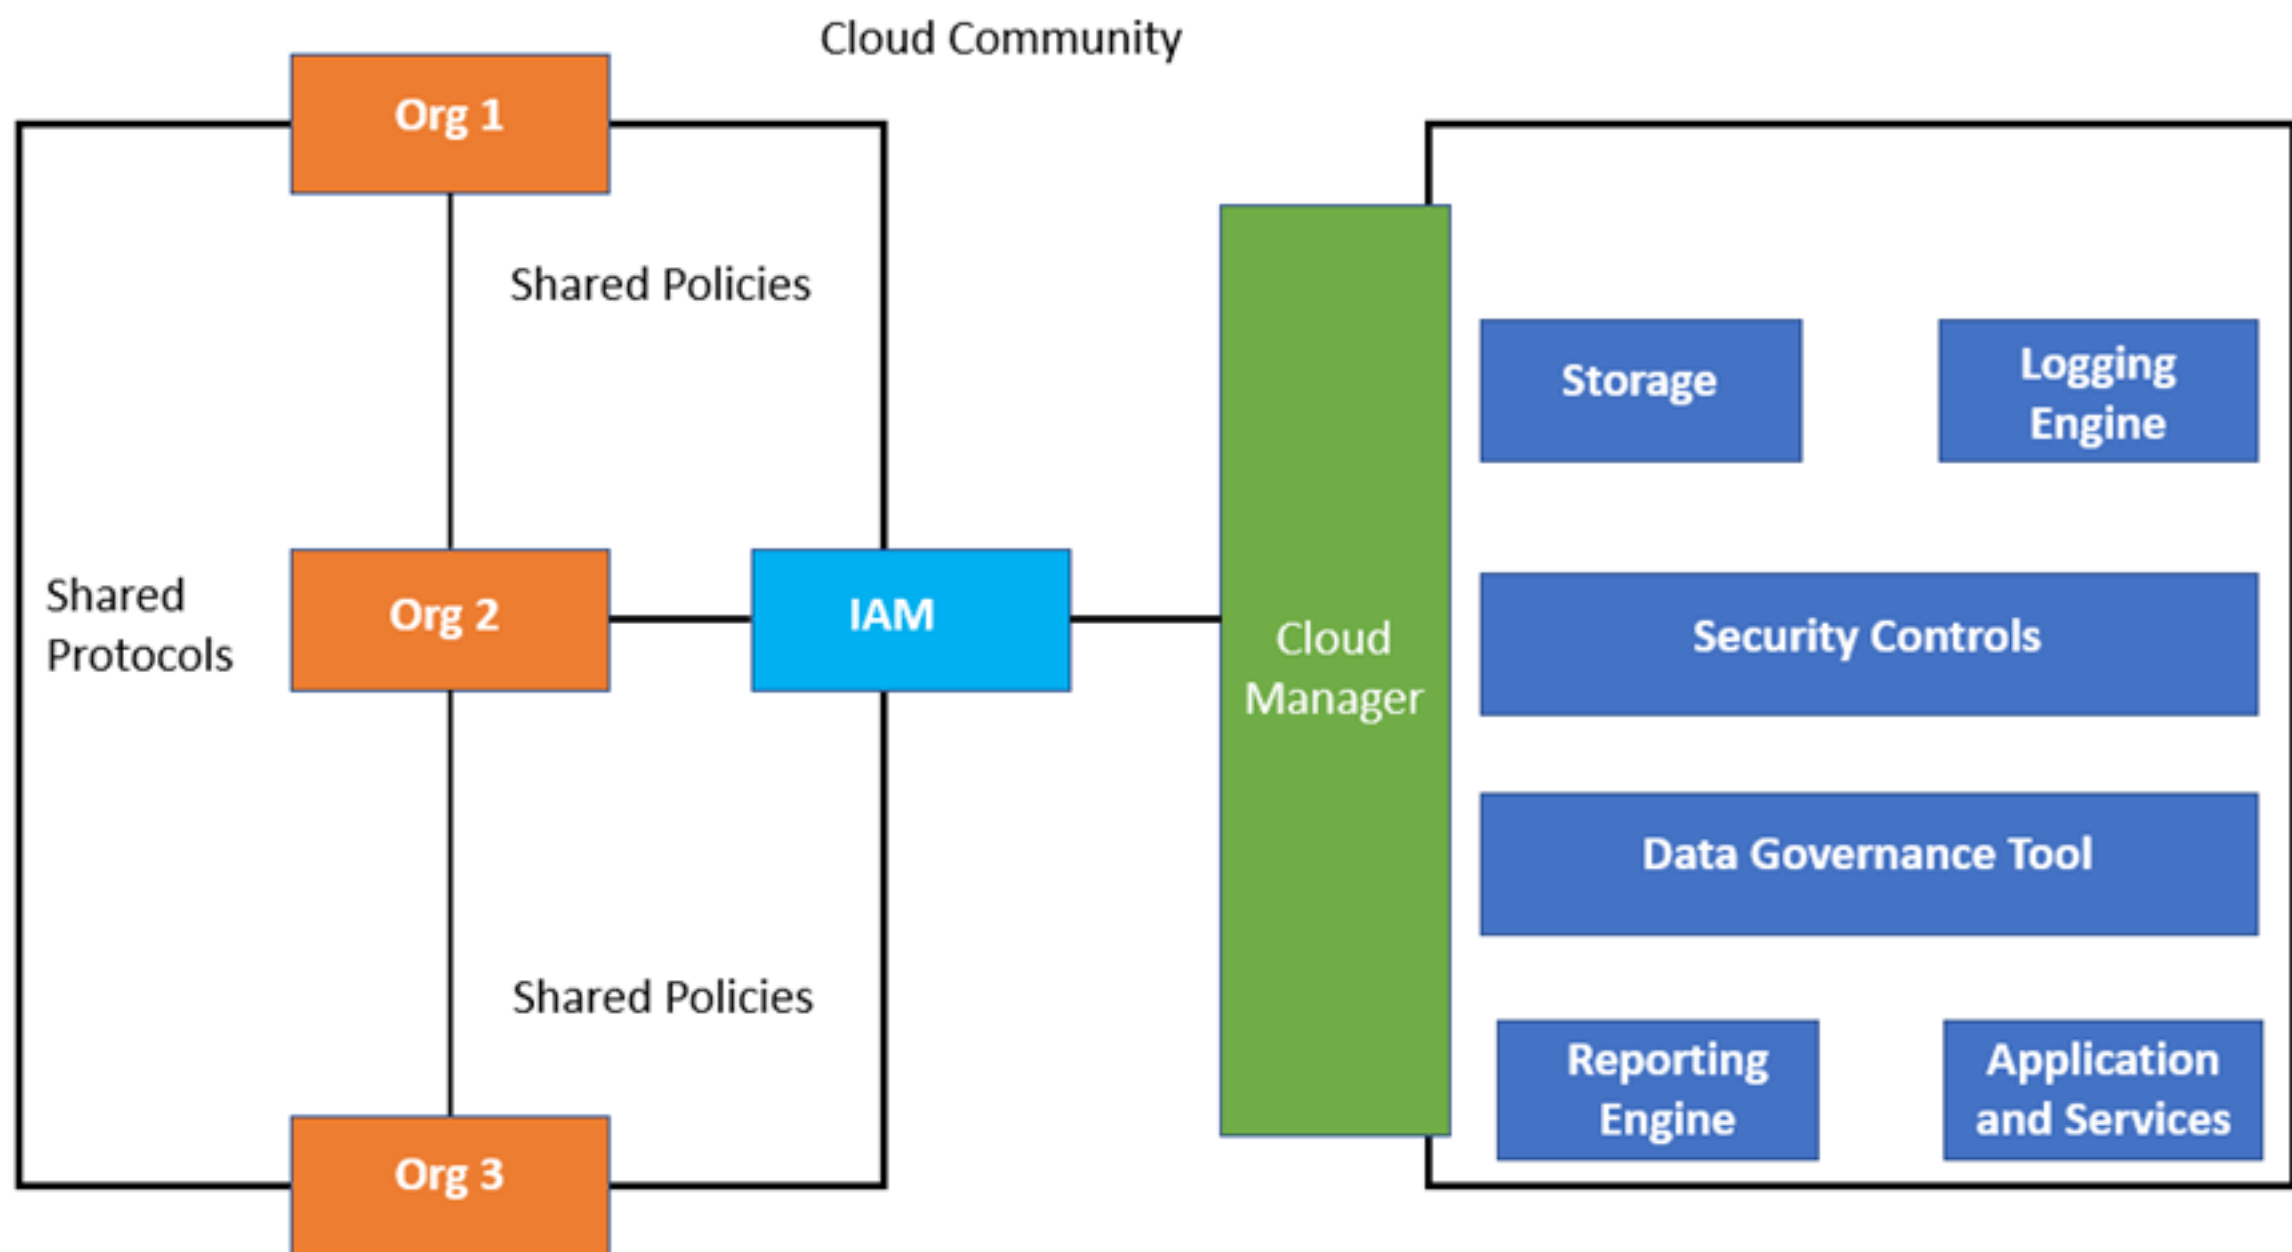 Cloud Community
Org 1
Shared Policies
Shared
Protocols
Org 2
IAM
Shared Policies
Org 3
Cloud
Manager
Storage
Logging
Engine
Security Controls
Data Governance Tool
Reporting
Engine
Application
and Services